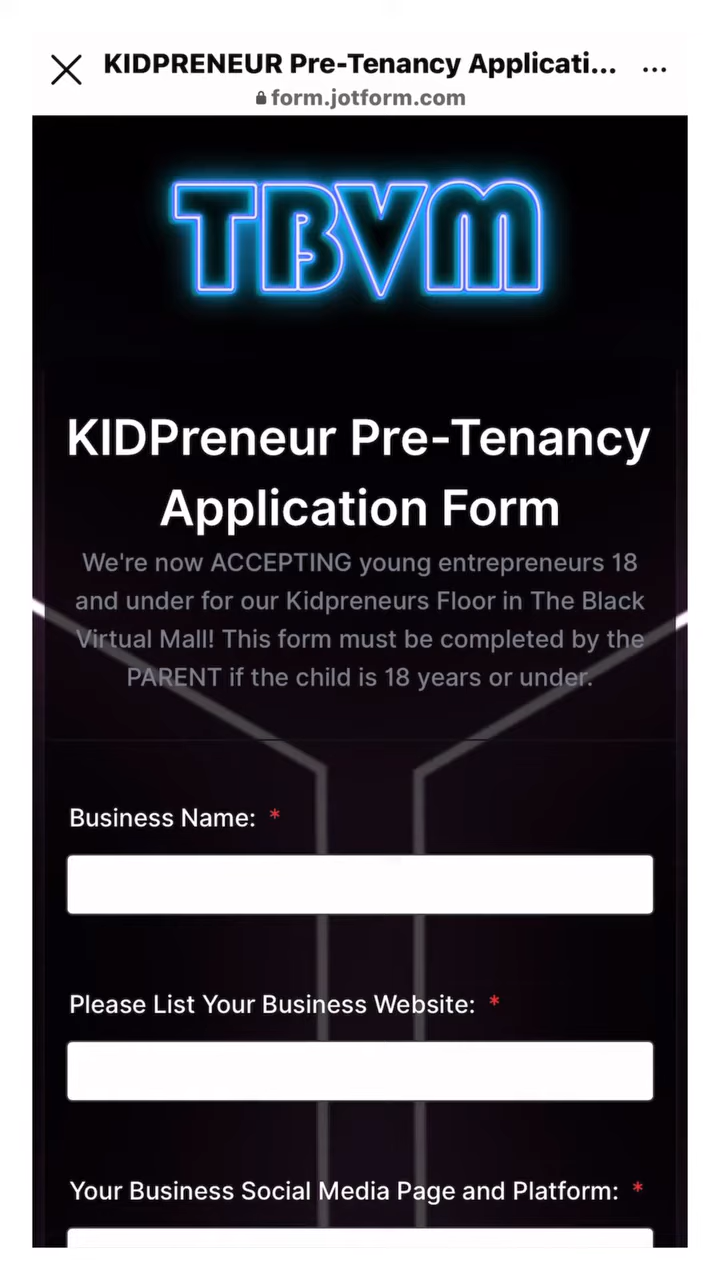 KIDPRENEUR Pre-Tenancy Applicati...
form.jotform.com
TBVM
KIDPreneur Pre-Tenancy
Application Form
We're now ACCEPTING young entrepreneurs 18
and under for our Kidpreneurs Floor in The Black
Virtual Mall! This form must be completed by the
PARENT if the child is 18 years or under.
Business Name: *
Please List Your Business Website: *
Your Business Social Media Page and Platform: *